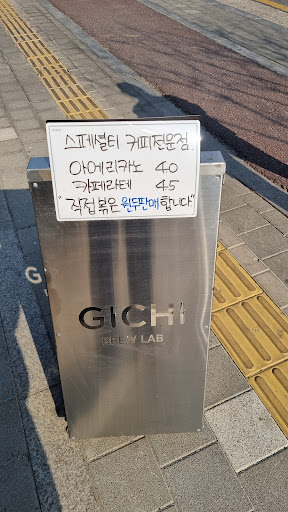 스페셜티 커피전문점
아메리카노 4.0
카페라테 4.5
"직접볶은 원두판매합니다"
GICHI
BREW LAB